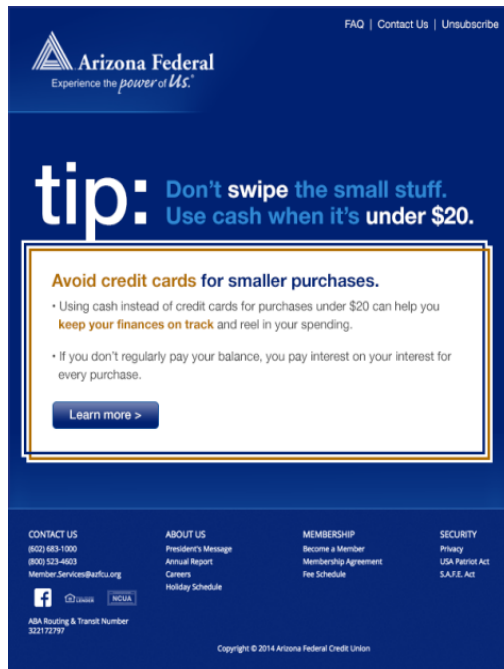 FAQ | Contact Us | Unsubscribe
Arizona Federal
Experience the power of Us.®
tip:
Don't swipe the small stuff.
Use cash when it's under $20.
Avoid credit cards for smaller purchases.
• Using cash instead of credit cards for purchases under $20 can help you
keep your finances on track and reel in your spending.
• If you don't regularly pay your balance, you pay interest on your interest for
every purchase.
Learn more >
CONTACT US
(602) 683-1000
(800) 523-4603
Member.Services@azfcu.org
LENDER
NCUA
ABA Routing & Transit Number
322172797
ABOUT US
President's Message
Annual Report
Careers
Holiday Schedule
MEMBERSHIP
Become a Member
Membership Agreement
Fee Schedule
SECURITY
Privacy
USA Patriot Act
S.A.F.E. Act
Copyright © 2014 Arizona Federal Credit Union